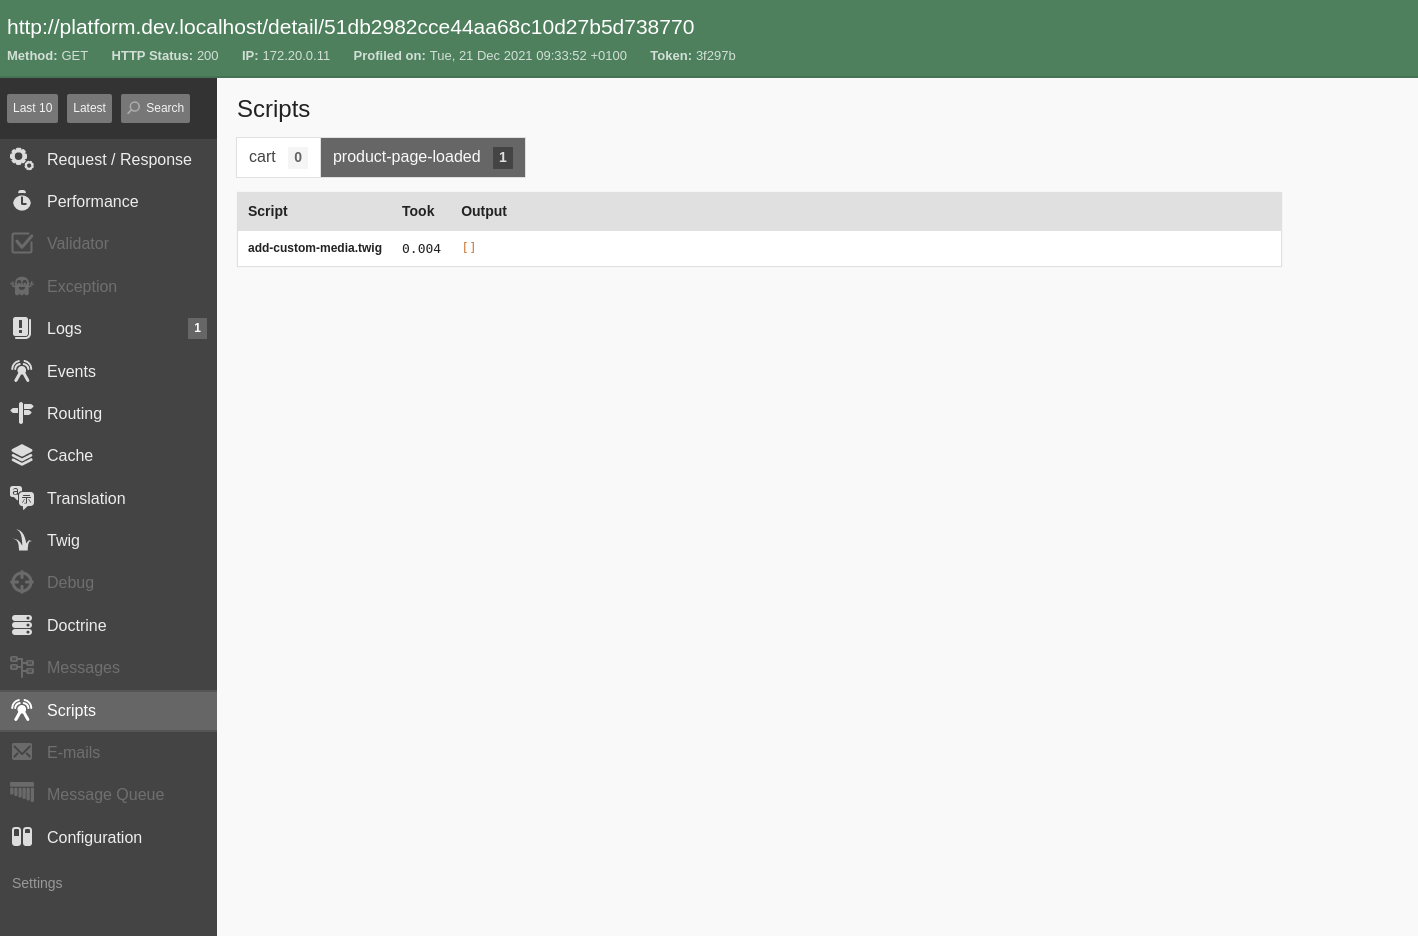 http://platform.dev.localhost/detail/51db2982cce44aa68c10d27b5d738770
Method: GET HTTP Status: 200 IP: 172.20.0.11 Profiled on: Tue, 21 Dec 2021 09:33:52 +0100 Token: 3f297b
Last 10 Latest Search
Request / Response
Performance
Validator
Exception
Logs 1
Events
Routing
Cache
Translation
Twig
Debug
Doctrine
Messages
Scripts
E-mails
Message Queue
Configuration
Settings
Scripts
cart 0 product-page-loaded 1
Script Took Output
add-custom-media.twig 0.004 []